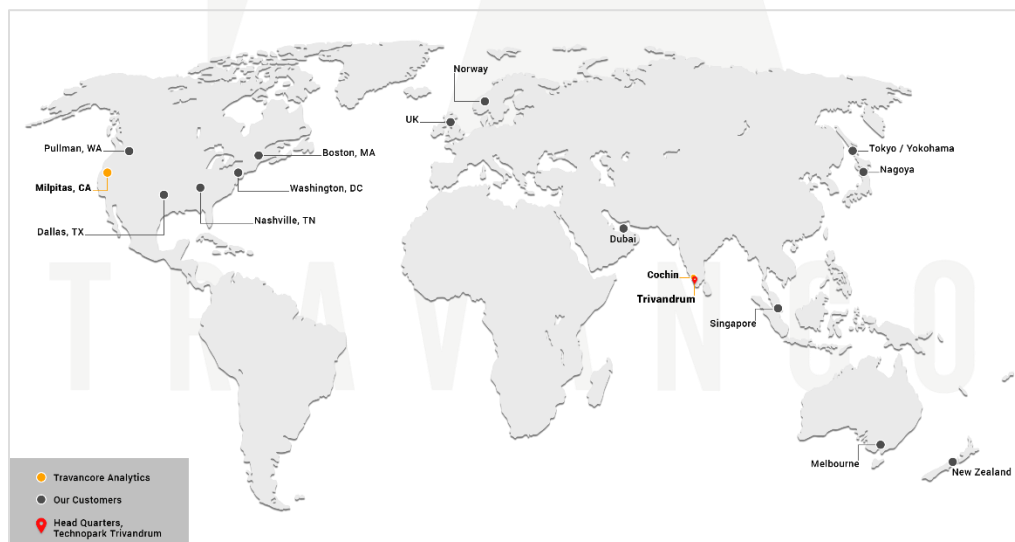 Norway
UK
Pullman, WA
Boston, MA
Tokyo / Yokohama
Nagoya
Milpitas, CA
Washington, DC
Nashville, TN
Dallas, TX
Dubai
Cochin
Trivandrum
Singapore
Melbourne
New Zealand
TRAVANCO
Travancore Analytics
Our Customers
Head Quarters,
Technopark Trivandrum